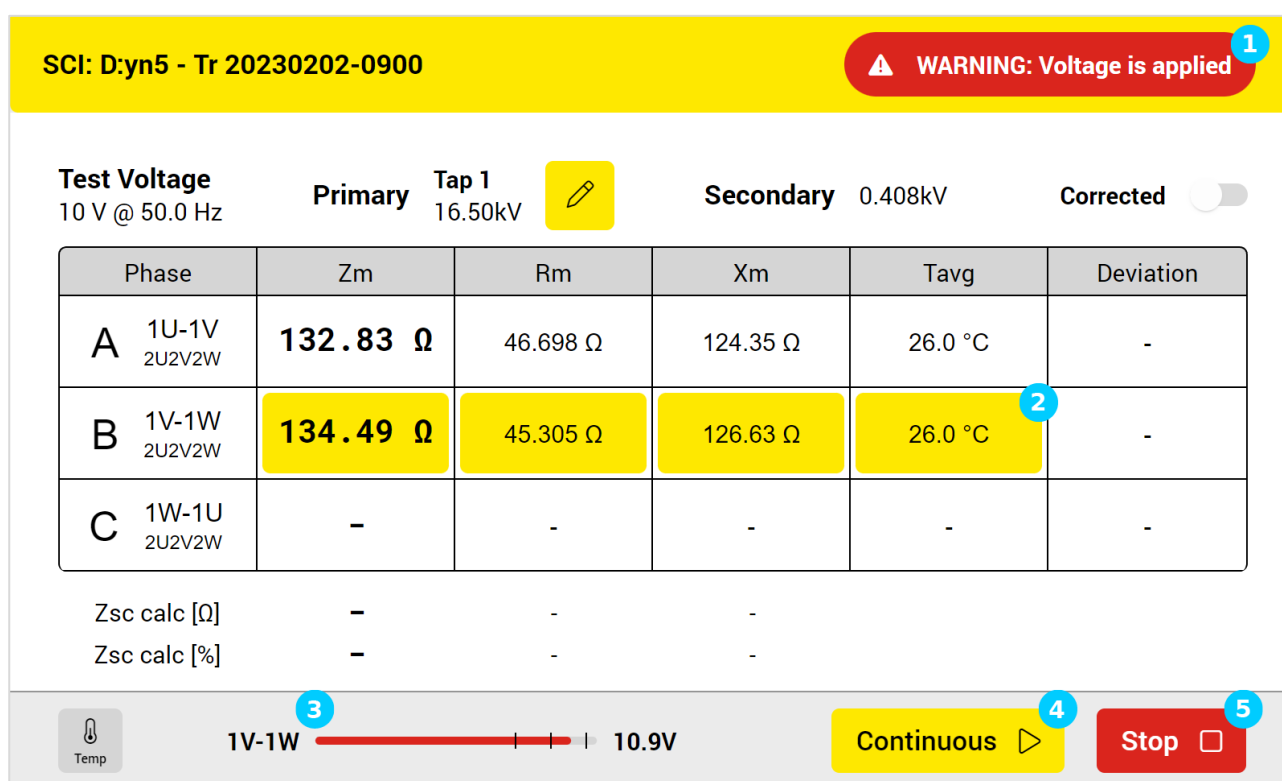 SCI: D:yn5 - Tr 20230202-0900
WARNING: Voltage is applied
1
Test Voltage
10 V @ 50.0 Hz
Primary
Tap 1
16.50kV
Secondary 0.408kV
Corrected
Phase Zm Rm Xm Tavg Deviation
A 1U-1V 132.83 Ω 46.698 Ω 124.35 Ω 26.0 °C -
2U2V2W
2
B 1V-1W 134.49 Ω 45.305 Ω 126.63 Ω 26.0 °C -
2U2V2W
C 1W-1U - - - - -
2U2V2W
Zsc calc [Ω] - - -
Zsc calc [%] - - -
3 4 5
Temp
1V-1W 10.9V
Continuous
Stop